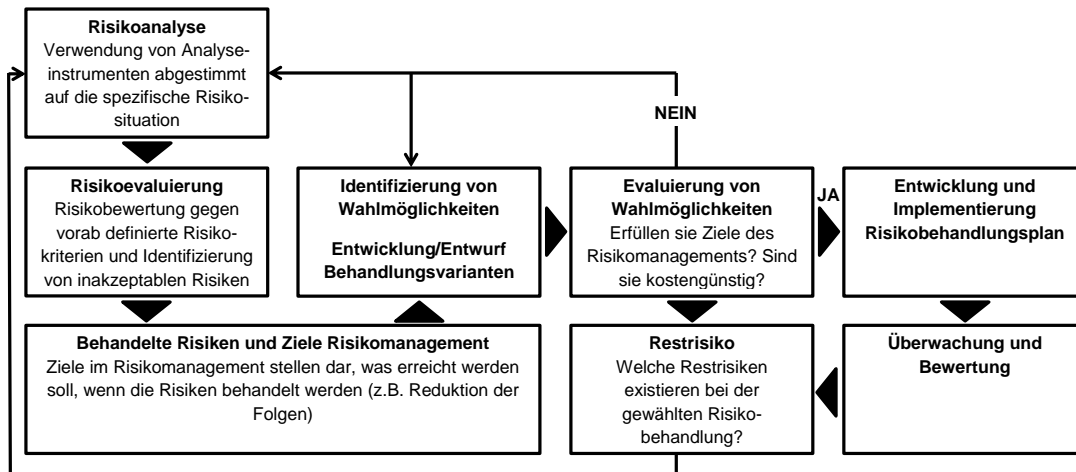 Risikoanalyse
Verwendung von Analyse-
instrumenten abgestimmt
auf die spezifische Risiko-
situation
NEIN
Risikoevaluierung
Risikobewertung gegen
vorab definierte Risiko-
kriterien und Identifizierung
von inakzeptablen Risiken
Identifizierung von
Wahlmöglichkeiten
Entwicklung/Entwurf
Behandlungsvarianten
Evaluierung von
Wahlmöglichkeiten
Erfüllen sie Ziele des
Risikomanagements? Sind
sie kostengünstig?
JA
Entwicklung und
Implementierung
Risikobehandlungsplan
Behandelte Risiken und Ziele Risikomanagement
Ziele im Risikomanagement stellen dar, was erreicht werden
soll, wenn die Risiken behandelt werden (z.B. Reduktion der
Folgen)
Restrisiko
Welche Restrisiken
existieren bei der
gewählten Risiko-
behandlung?
Überwachung und
Bewertung